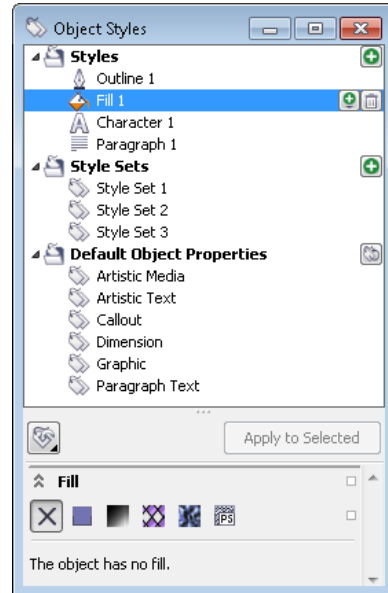 Object Styles
Styles
Outline 1
Fill 1
Character 1
Paragraph 1
Style Sets
Style Set 1
Style Set 2
Style Set 3
Default Object Properties
Artistic Media
Artistic Text
Callout
Dimension
Graphic
Paragraph Text
Apply to Selected
Fill
PS
The object has no fill.